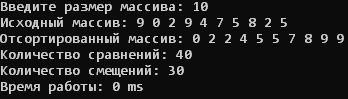 Введите размер массива: 10
Исходный массив: 9 0 2 9 4 7 5 8 2 5
Отсортированный массив: 0 2 2 4 5 5 7 8 9 9
Количество сравнений: 40
Количество смещений: 30
Время работы: 0 ms